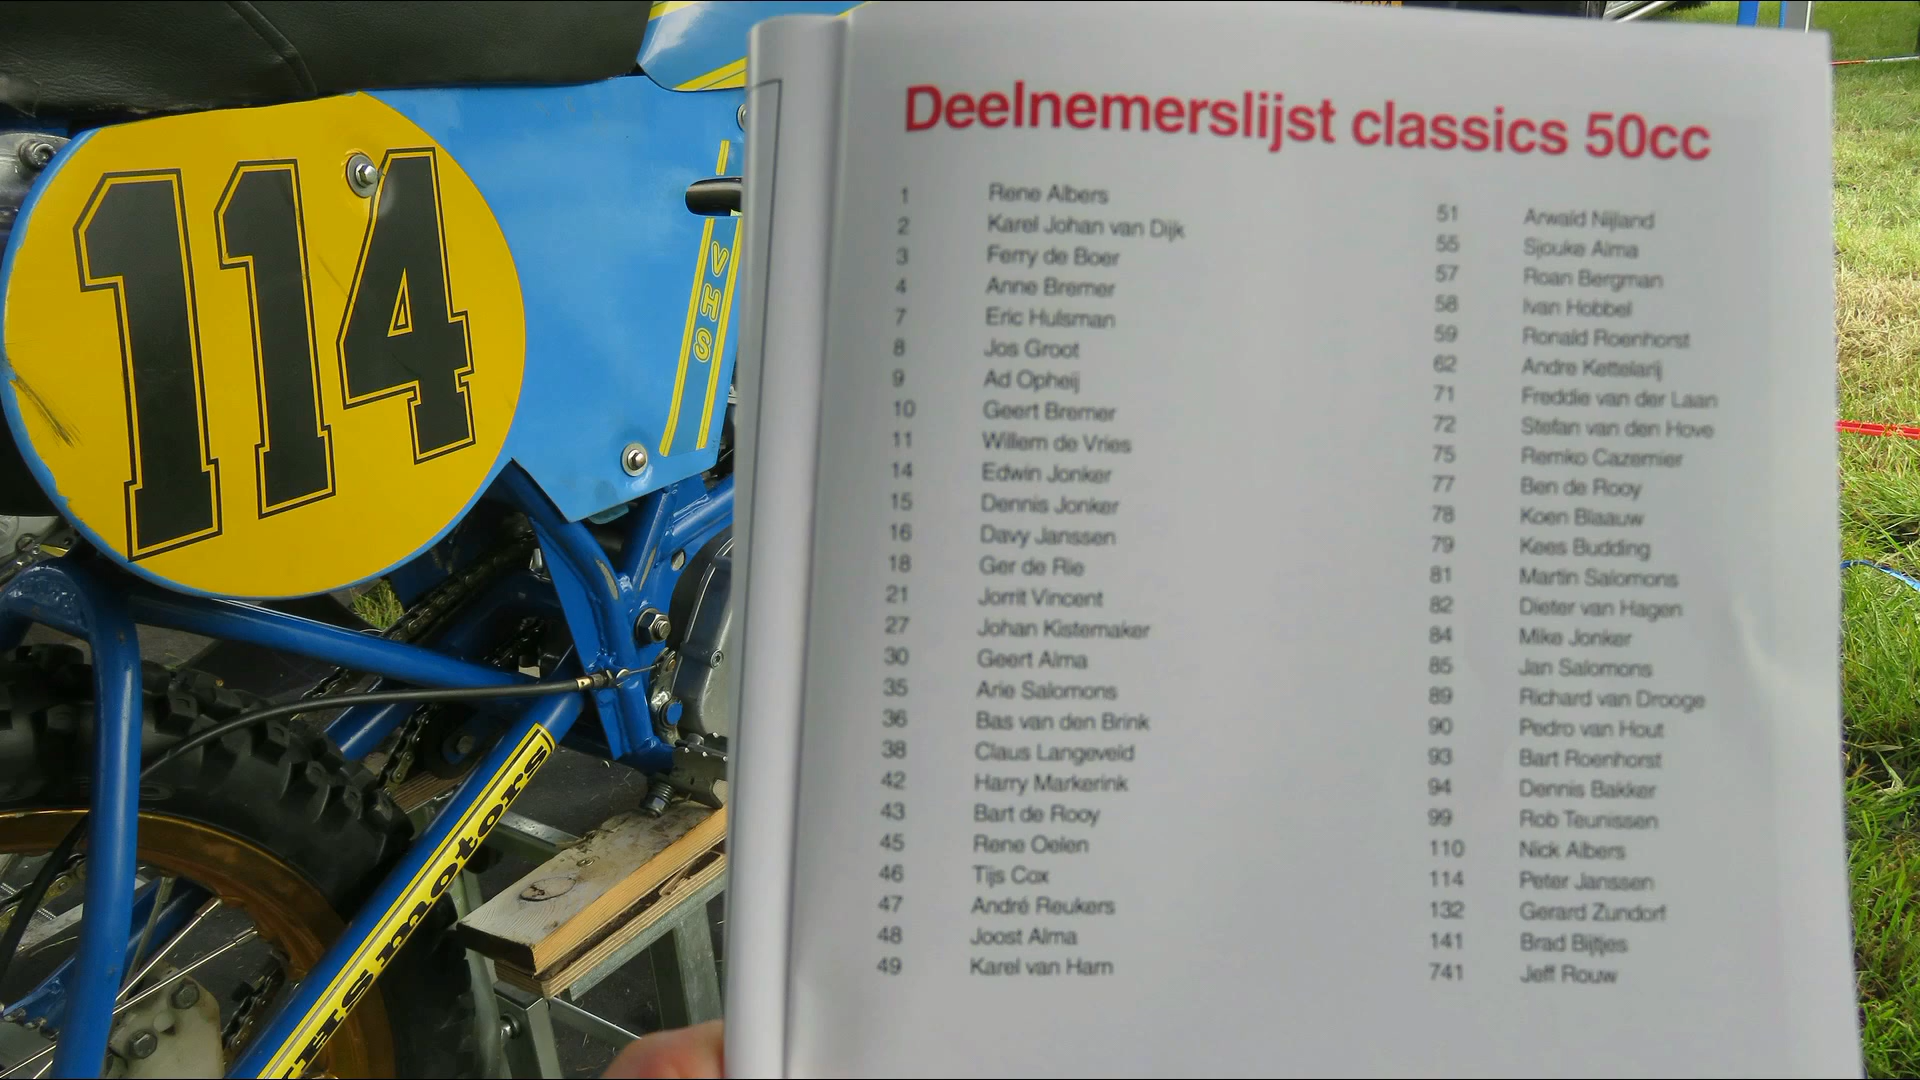 114
VHS
motors
Deelnemerslijst classics 50cc
1 Rene Albers
2 Karel Johan van Dijk
3 Ferry de Boer
4 Anne Bremer
7 Eric Hulsman
8 Jos Groot
9 Ad Opheij
10 Geert Bremer
11 Willem de Vries
14 Edwin Jonker
15 Dennis Jonker
16 Davy Janssen
18 Ger de Rie
21 Jorrit Vincent
27 Johan Kistemaker
30 Geert Alma
35 Arie Salomons
36 Bas van den Brink
38 Claus Langeveld
42 Harry Markerink
43 Bart de Rooy
45 Rene Oelen
46 Tijs Cox
47 André Reukers
48 Joost Alma
49 Karel van Ham
51 Arwald Nijland
55 Sjouke Alma
57 Roan Bergman
58 Ivan Hobbel
59 Ronald Roenhorst
62 Andre Kettelarij
71 Freddie van der Laan
72 Stefan van den Hove
75 Remko Cazemier
77 Ben de Rooy
78 Koen Blaauw
79 Kees Budding
81 Martin Salomons
82 Dieter van Hagen
84 Mike Jonker
85 Jan Salomons
89 Richard van Drooge
90 Pedro van Hout
93 Bart Roenhorst
94 Dennis Bakker
99 Rob Teunissen
110 Nick Albers
114 Peter Janssen
132 Gerard Zundorf
141 Brad Bijtjes
741 Jeff Rouw